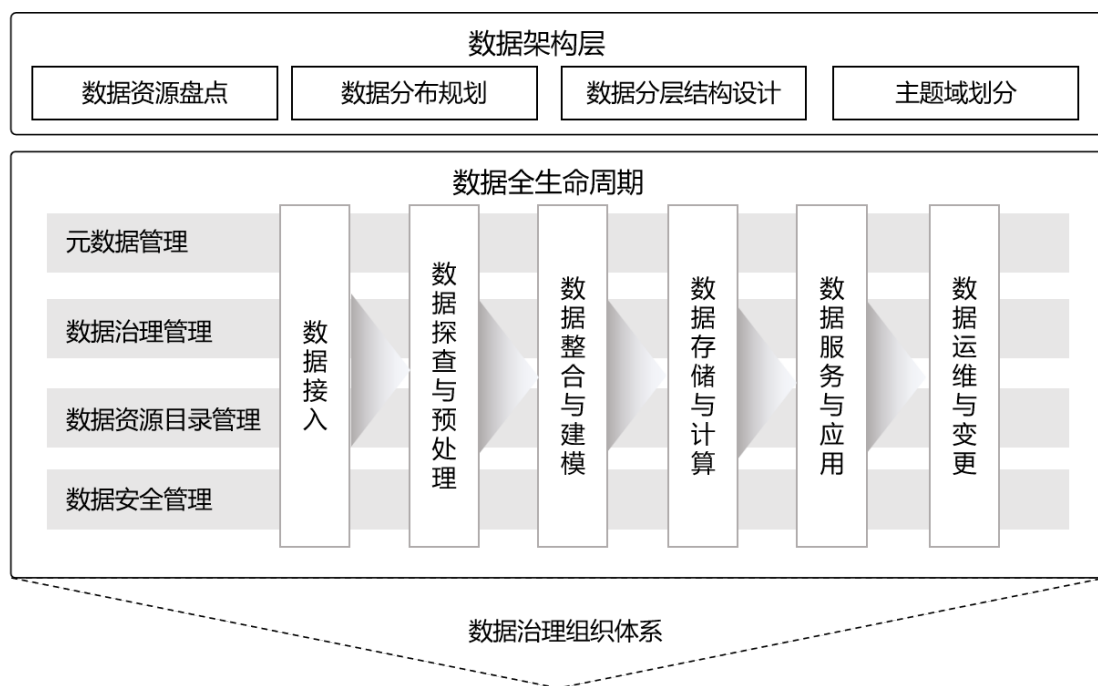 数据架构层
数据资源盘点
数据分布规划
数据分层结构设计
主题域划分
数据全生命周期
元数据管理
数据治理管理
数据资源目录管理
数据安全管理
数据接入
数据探查与预处理
数据整合与建模
数据存储与计算
数据服务与应用
数据运维与变更
数据治理组织体系